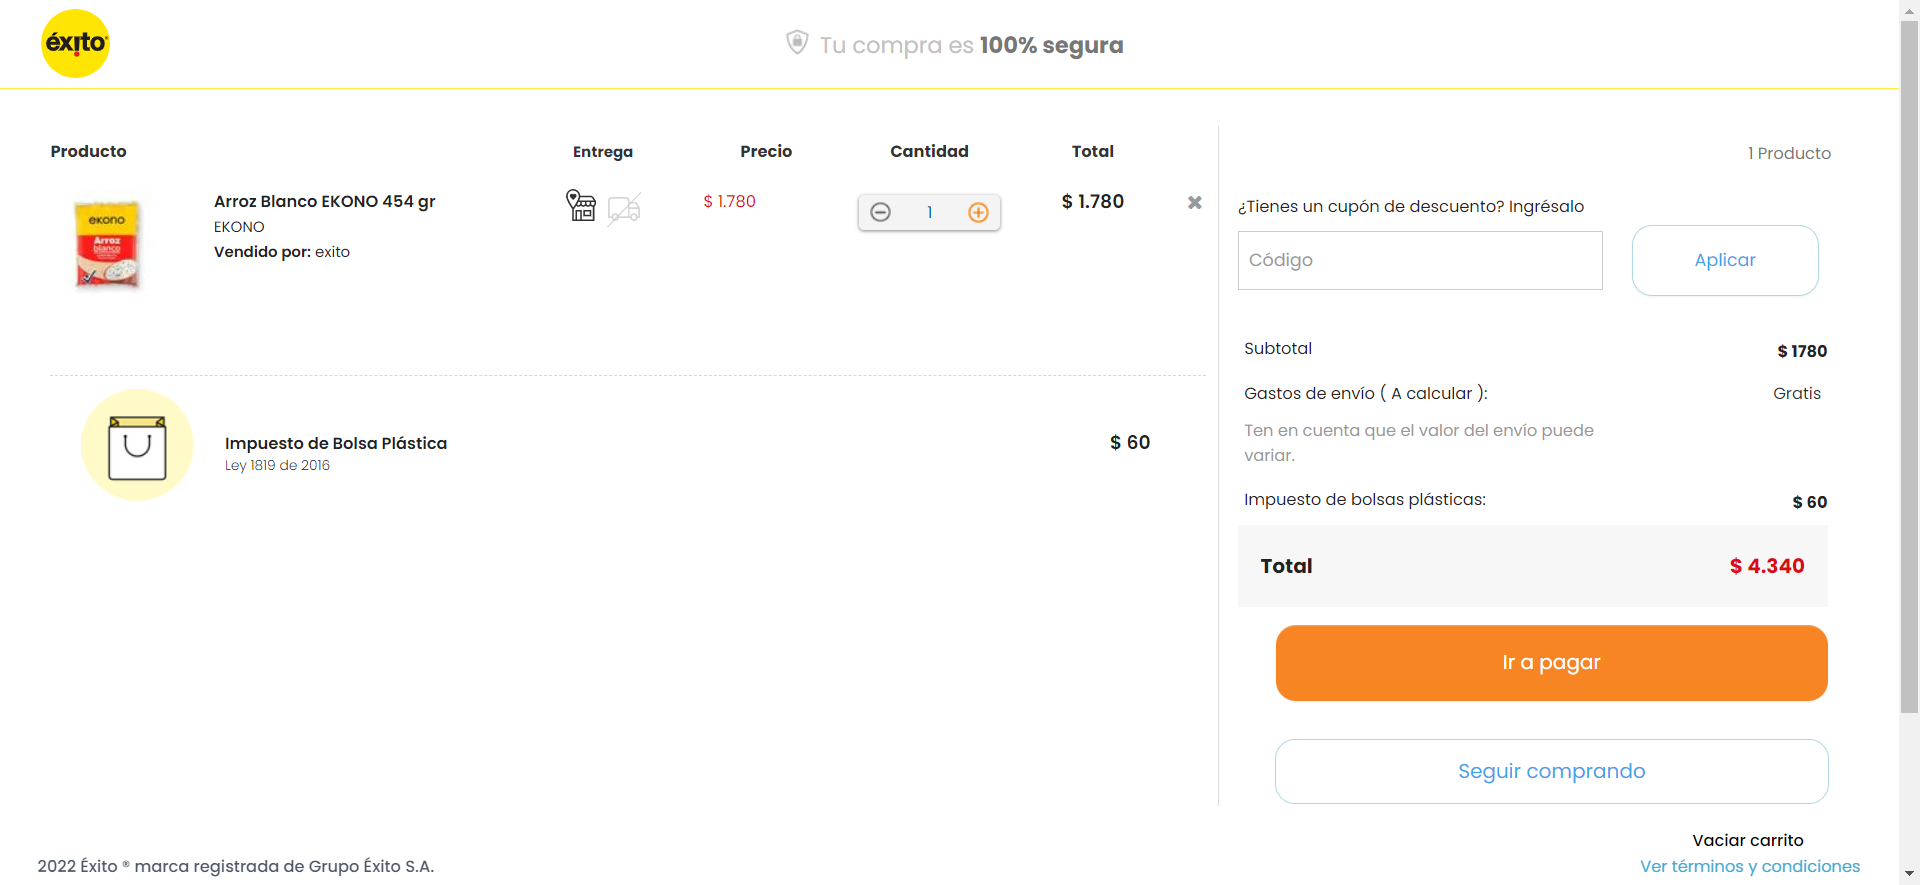 éxito
Tu compra es 100% segura
Producto
Entrega
Precio
Cantidad
Total
1 Producto
ekono
Arroz
blanco
Arroz Blanco EKONO 454 gr
EKONO
Vendido por: exito
$ 1.780
1
$ 1.780
¿Tienes un cupón de descuento? Ingrésalo
Código
Aplicar
Subtotal
$ 1780
Gastos de envío ( A calcular ):
Gratis
Ten en cuenta que el valor del envío puede
variar.
Impuesto de Bolsa Plástica
Ley 1819 de 2016
$ 60
Impuesto de bolsas plásticas:
$ 60
Total
$ 4.340
Ir a pagar
Seguir comprando
Vaciar carrito
2022 Éxito ® marca registrada de Grupo Éxito S.A.
Ver términos y condiciones